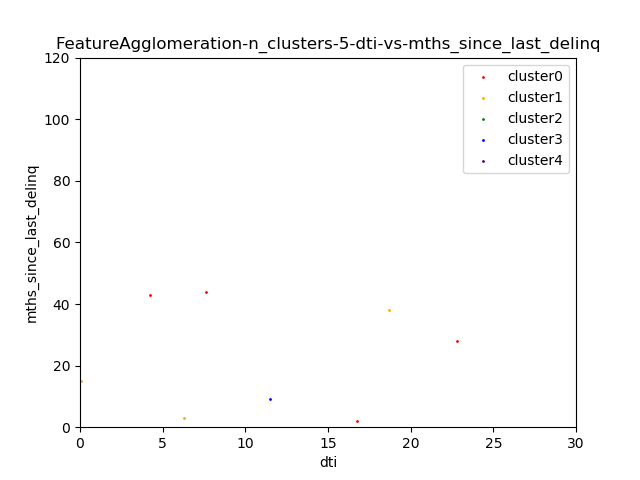 FeatureAgglomeration-n_clusters-5-dti-vs-mths_since_last_delinq
120
100
80
60
40
20
0
mths_since_last_delinq
cluster0
cluster1
cluster2
cluster3
cluster4
0 5 10 15 20 25 30
dti